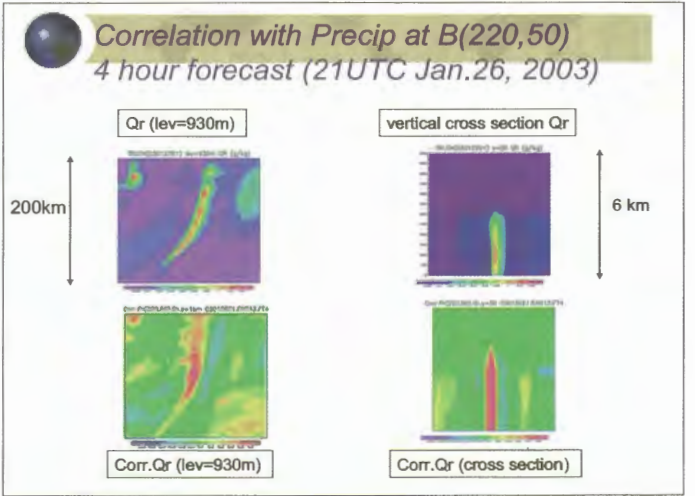 Correlation with Precip at B(220,50)
4 hour forecast (21UTC Jan.26, 2003)
Qr (lev=930m)
vertical cross section Qr
200km
6 km
Corr.Qr (lev=930m)
Corr.Qr (cross section)